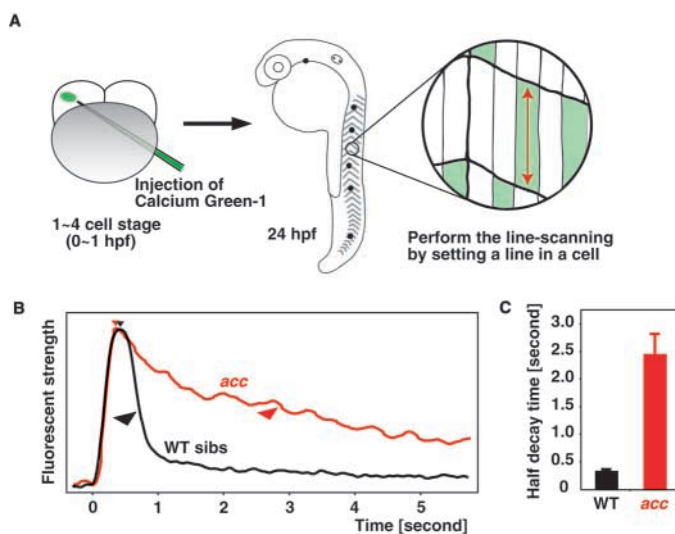 A
Injection of
Calcium Green-1
1~4 cell stage
(0~1 hpf)
24 hpf
Perform the line-scanning
by setting a line in a cell
B
Fluorescent strength
acc
WT sibs
0 1 2 3 4 5
Time [second]
C
Half decay time [second]
3.0
2.5
2.0
1.5
1.0
0.5
0
WT acc